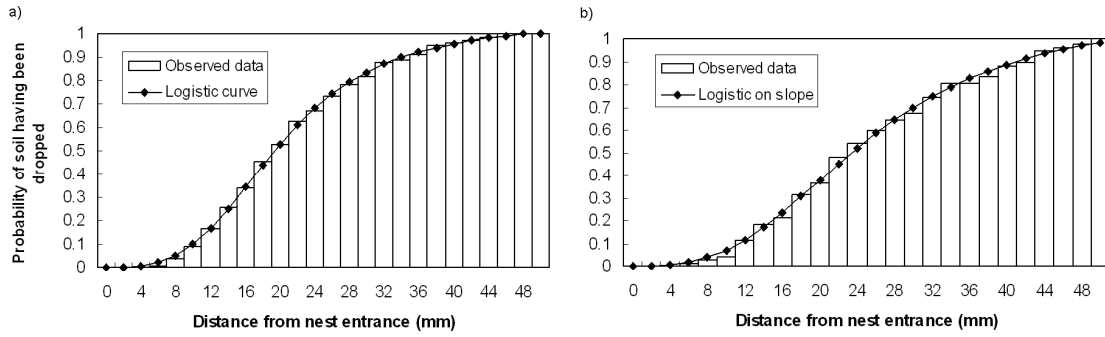 a)
Probability of soil having been
dropped
1
0.9
0.8
0.7
0.6
0.5
0.4
0.3
0.2
0.1
0
Observed data
Logistic curve
0 4 8 12 16 20 24 28 32 36 40 44 48
Distance from nest entrance (mm)
b)
1
0.9
0.8
0.7
0.6
0.5
0.4
0.3
0.2
0.1
0
Observed data
Logistic on slope
0 4 8 12 16 20 24 28 32 36 40 44 48
Distance from nest entrance (mm)